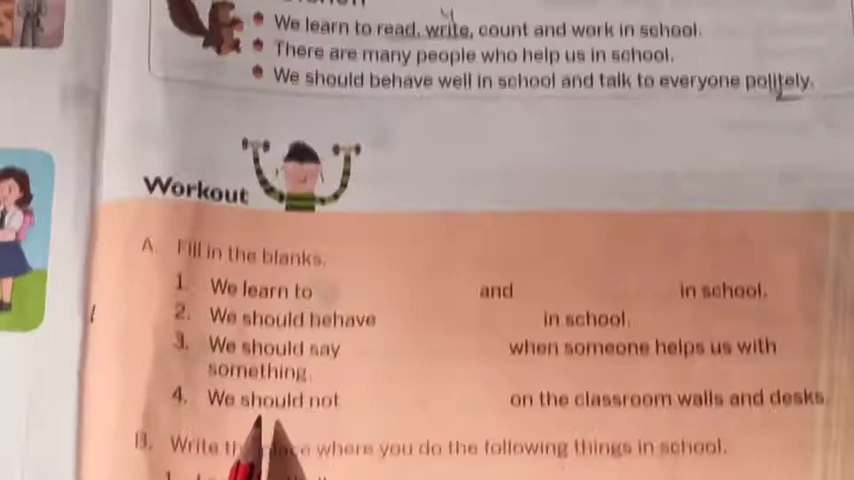 We learn to read, write, count and work in school.
There are many people who help us in school.
We should behave well in school and talk to everyone politely.
Workout
A. Fill in the blanks.
1. We learn to and in school.
2. We should behave in school.
3. We should say when someone helps us with
something.
4. We should not on the classroom walls and desks
B. Write the where you do the following things in school.
1.